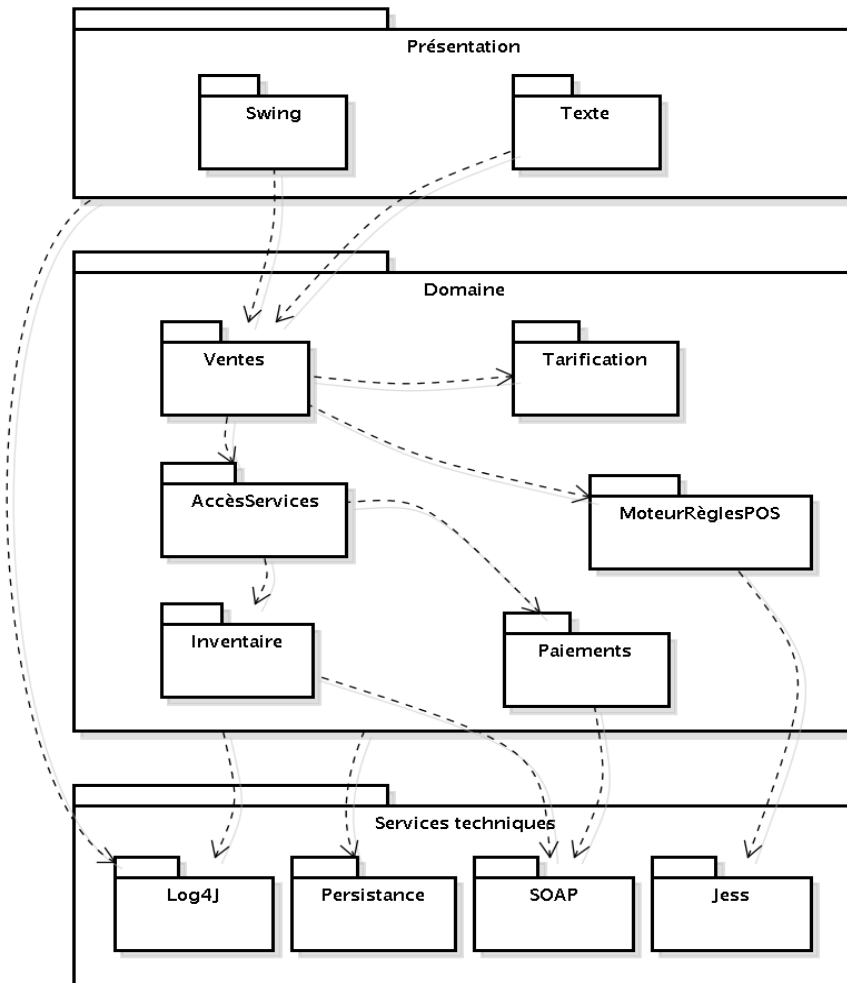 Présentation
Swing
Texte
Domaine
Ventes
Tarification
AccèsServices
MoteurRèglesPOS
Inventaire
Paiements
Services techniques
Log4J
Persistance
SOAP
Jess